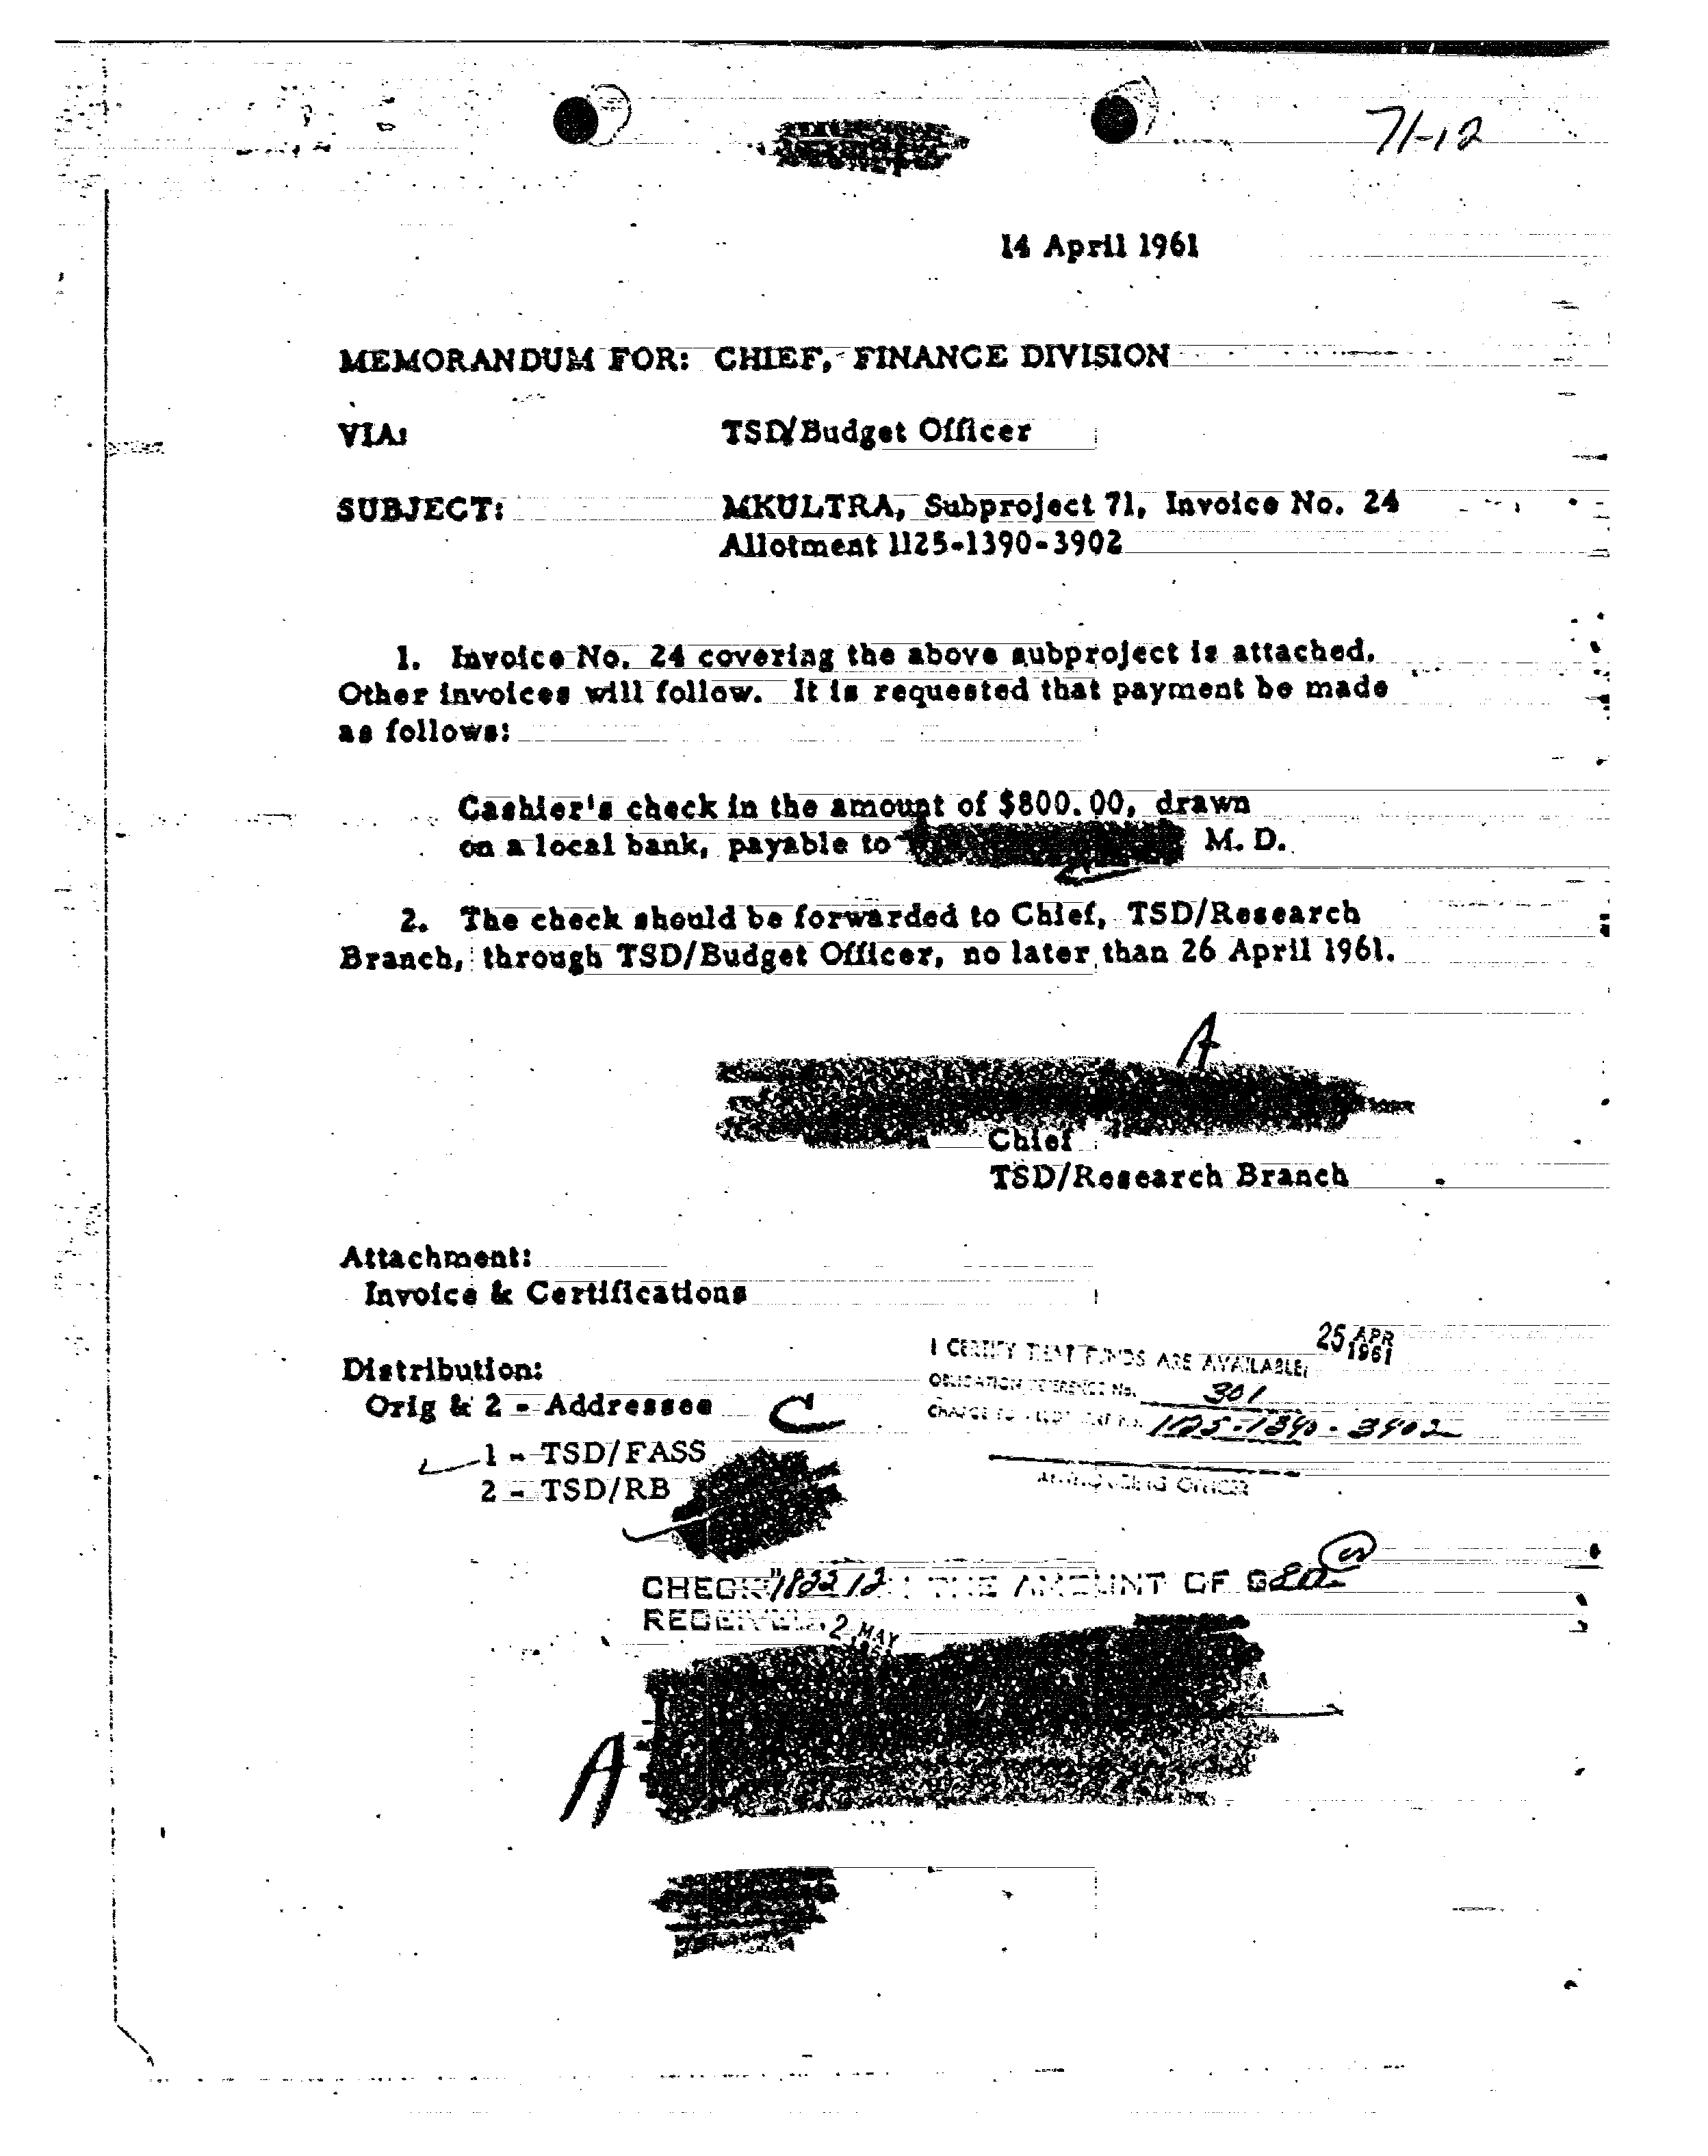 71-12
14 April 1961
MEMORANDUM FOR: CHIEF, FINANCE DIVISION
VIA: TSD/Budget Officer
SUBJECT: MKULTRA, Subproject 71, Invoice No. 24
Allotment 1125-1390-3902
1. Invoice No. 24 covering the above subproject is attached.
Other invoices will follow. It is requested that payment be made
as follows:
Cashier's check in the amount of $800.00, drawn
on a local bank, payable to M. D.
2. The check should be forwarded to Chief, TSD/Research
Branch, through TSD/Budget Officer, no later than 26 April 1961.
A
Chief
TSD/Research Branch
Attachment:
Invoice & Certifications
25 APR 1961
I CERTIFY THAT FUNDS ARE AVAILABLE
Distribution:
OBLIGATION REFERENCE No. 301
Orig & 2 - Addressee
C
CHARGE TO ALLOTMENT No. 1125-1390-3902
1 - TSD/FASS
2 - TSD/RB
AUTHORIZING OFFICER
CHECK IN THE AMOUNT OF
RECEIVED 2 MAY
A